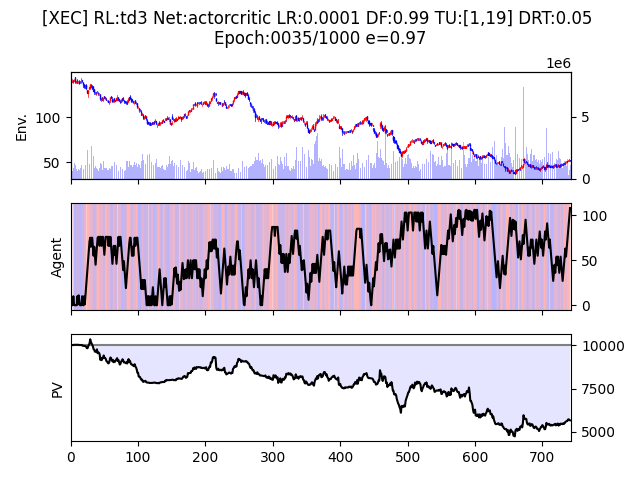 [XEC] RL:td3 Net:actorcritic LR:0.0001 DF:0.99 TU:[1,19] DRT:0.05
Epoch:0035/1000 e=0.97
1e6
Env.
100
50
5
0
Agent
100
50
0
PV
10000
7500
5000
0 100 200 300 400 500 600 700